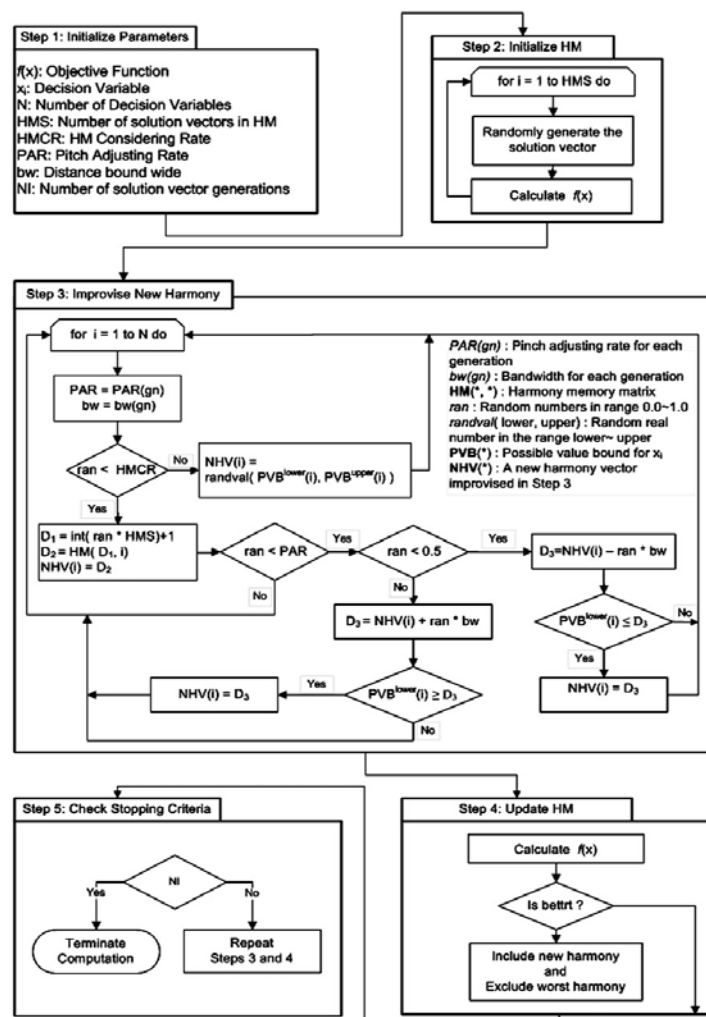 Step 1: Initialize Parameters
f(x): Objective Function
xi: Decision Variable
N: Number of Decision Variables
HMS: Number of solution vectors in HM
HMCR: HM Considering Rate
PAR: Pitch Adjusting Rate
bw: Distance bound wide
NI: Number of solution vector generations
Step 2: Initialize HM
for i = 1 to HMS do
Randomly generate the
solution vector
Calculate f(x)
Step 3: Improvise New Harmony
for i = 1 to N do
PAR = PAR(gn)
bw = bw(gn)
ran < HMCR
No
NHV(i) =
randval( PVB^lower(i), PVB^upper(i) )
Yes
PAR(gn) : Pinch adjusting rate for each
generation
bw(gn) : Bandwidth for each generation
HM(*, *) : Harmony memory matrix
ran : Random numbers in range 0.0~1.0
randval( lower, upper) : Random real
number in the range lower~ upper
PVB(*) : Possible value bound for xi
NHV(*) : A new harmony vector
improvised in Step 3
D1 = int( ran * HMS)+1
D2 = HM( D1, i)
NHV(i) = D2
ran < PAR
Yes
No
ran < 0.5
Yes
No
D3=NHV(i) – ran * bw
D3 = NHV(i) + ran * bw
PVB^lower(i) ≤ D3
No
Yes
NHV(i) = D3
PVB^lower(i) ≥ D3
Yes
No
NHV(i) = D3
Step 5: Check Stopping Criteria
NI
Yes
No
Terminate
Computation
Repeat
Steps 3 and 4
Step 4: Update HM
Calculate f(x)
Is bettrt ?
Include new harmony
and
Exclude worst harmony